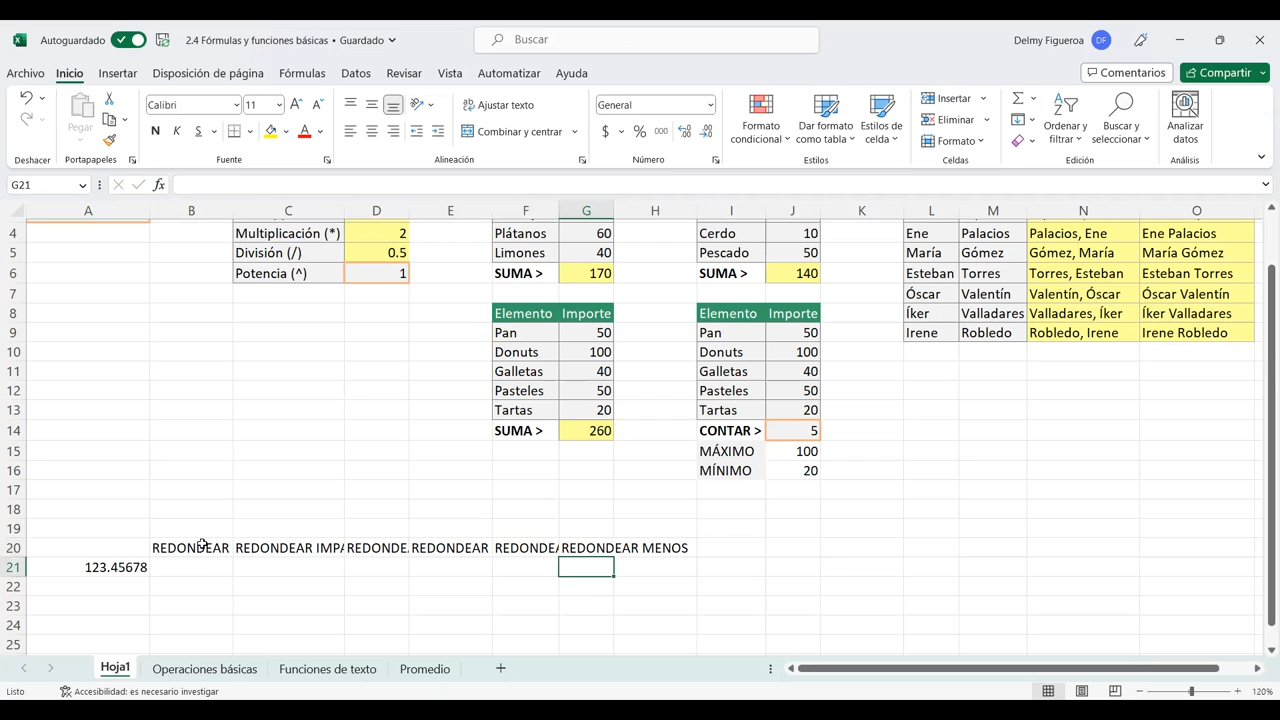 Autoguardado
2.4 Fórmulas y funciones básicas • Guardado
Buscar
Delmy Figueroa
DF
Archivo
Inicio
Insertar
Disposición de página
Fórmulas
Datos
Revisar
Vista
Automatizar
Ayuda
Comentarios
Compartir
Pegar
Calibri
11
N
K
S
Ajustar texto
Combinar y centrar
General
$ % 000
Formato condicional
Dar formato como tabla
Estilos de celda
Insertar
Eliminar
Formato
Ordenar y filtrar
Buscar y seleccionar
Analizar datos
Deshacer
Portapapeles
Fuente
Alineación
Número
Estilos
Celdas
Edición
Análisis
G21
fx
A B C D E F G H I J K L M N O
4 Multiplicación (*) 2 Plátanos 60 Cerdo 10 Ene Palacios Palacios, Ene Ene Palacios
5 División (/) 0.5 Limones 40 Pescado 50 María Gómez Gómez, María María Gómez
6 Potencia (^) 1 SUMA > 170 SUMA > 140 Esteban Torres Torres, Esteban Esteban Torres
7 Óscar Valentín Valentín, Óscar Óscar Valentín
8 Elemento Importe Elemento Importe Íker Valladares Valladares, Íker Íker Valladares
9 Pan 50 Pan 50 Irene Robledo Robledo, Irene Irene Robledo
10 Donuts 100 Donuts 100
11 Galletas 40 Galletas 40
12 Pasteles 50 Pasteles 50
13 Tartas 20 Tartas 20
14 SUMA > 260 CONTAR > 5
15 MÁXIMO 100
16 MÍNIMO 20
17
18
19
20 REDONDEAR REDONDEAR IMPA REDONDEA REDONDEAR REDONDEA REDONDEAR MENOS
21 123.45678
22
23
24
25
Hoja1
Operaciones básicas
Funciones de texto
Promedio
Listo
Accesibilidad: es necesario investigar
120%